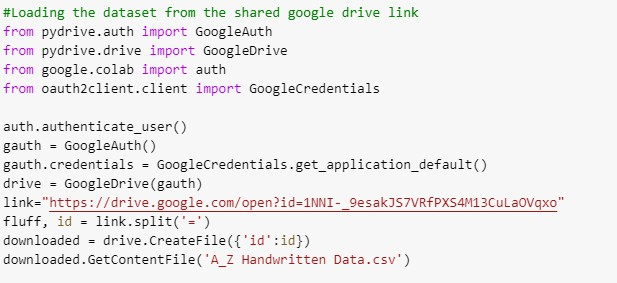 #Loading the dataset from the shared google drive link
from pydrive.auth import GoogleAuth
from pydrive.drive import GoogleDrive
from google.colab import auth
from oauth2client.client import GoogleCredentials
auth.authenticate_user()
gauth = GoogleAuth()
gauth.credentials = GoogleCredentials.get_application_default()
drive = GoogleDrive(gauth)
link="https://drive.google.com/open?id=1NNI-_9esakJS7VRfPXS4M13CuLaOVqxo"
fluff, id = link.split('=')
downloaded = drive.CreateFile({'id':id})
downloaded.GetContentFile('A_Z Handwritten Data.csv')